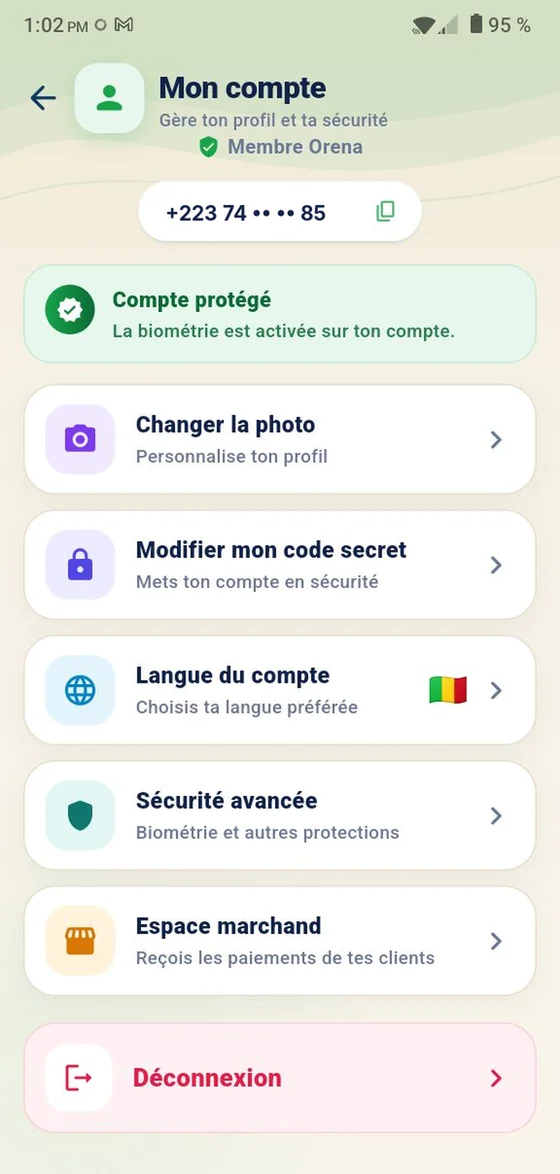 1:02 PM 95 %
Mon compte
Gère ton profil et ta sécurité
Membre Orena
+223 74 •• •• 85
Compte protégé
La biométrie est activée sur ton compte.
Changer la photo
Personnalise ton profil
Modifier mon code secret
Mets ton compte en sécurité
Langue du compte
Choisis ta langue préférée
Sécurité avancée
Biométrie et autres protections
Espace marchand
Reçois les paiements de tes clients
Déconnexion